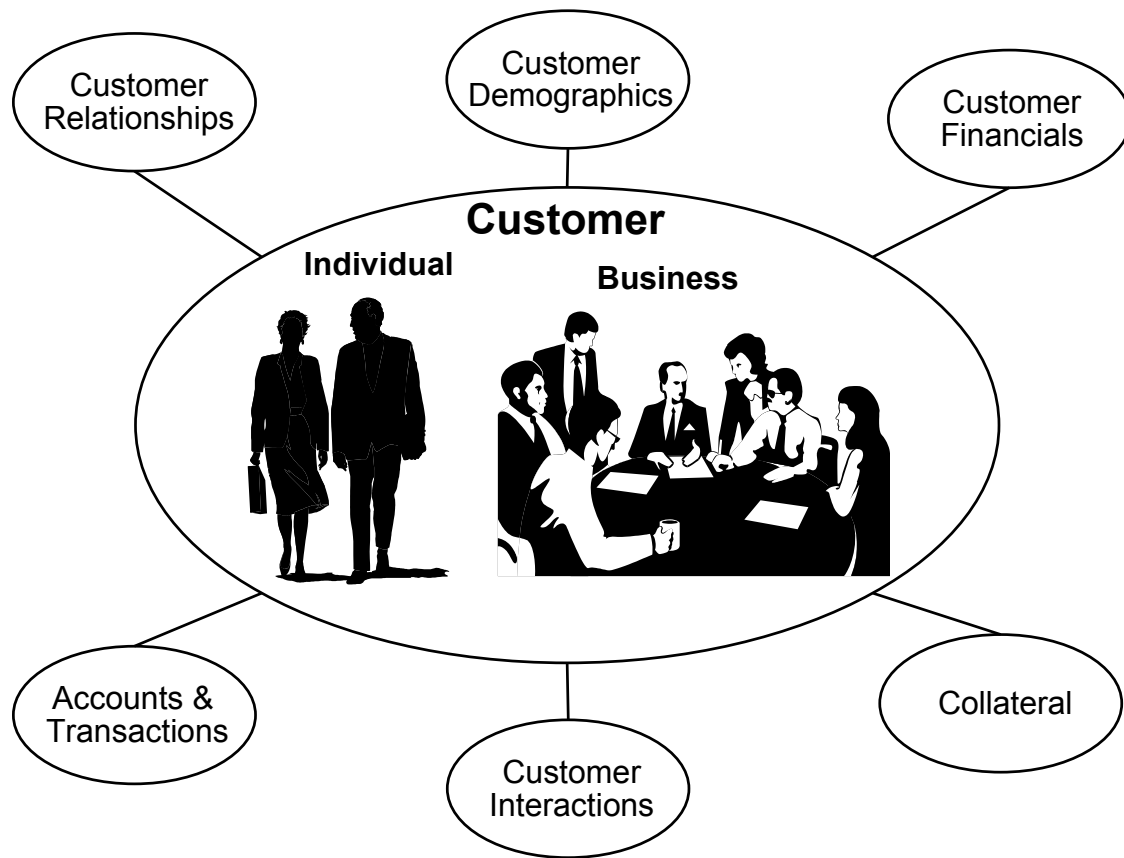 Customer
Relationships
Customer
Demographics
Customer
Financials
Customer
Individual
Business
Accounts &
Transactions
Customer
Interactions
Collateral